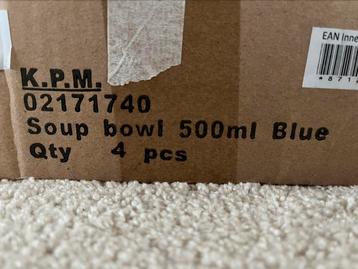 K.P.M.
02171740
Soup bowl 500ml Blue
Qty 4 pcs
EAN Inne